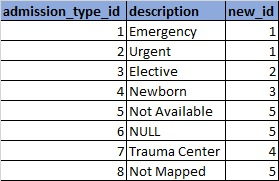 admission_type_id description new_id
1 Emergency 1
2 Urgent 1
3 Elective 2
4 Newborn 3
5 Not Available 5
6 NULL 5
7 Trauma Center 4
8 Not Mapped 5